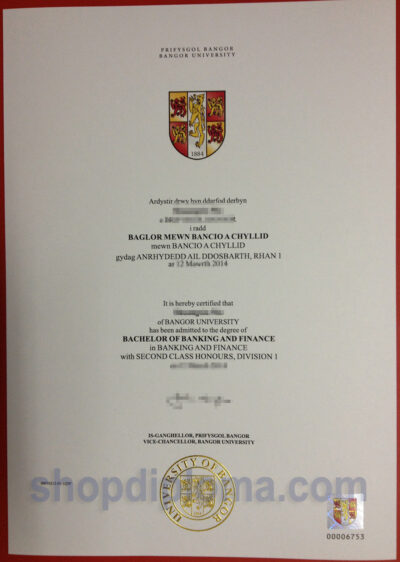 PRIFYSGOL BANGOR
BANGOR UNIVERSITY
1884
Ardystir drwy hyn ddarfod derbyn
o
i radd
BAGLOR MEWN BANCIO A CHYLLID
mewn BANCIO A CHYLLID
gydag ANRHYDEDD AIL DDOSBARTH, RHAN 1
ar 12 Mawrth 2014
It is hereby certified that
of BANGOR UNIVERSITY
has been admitted to the degree of
BACHELOR OF BANKING AND FINANCE
in BANKING AND FINANCE
with SECOND CLASS HONOURS, DIVISION 1
IS-GANGHELLOR, PRIFYSGOL BANGOR
VICE-CHANCELLOR, BANGOR UNIVERSITY
shopdiploma.com
UNIVERSITY OF BANGOR
00006753